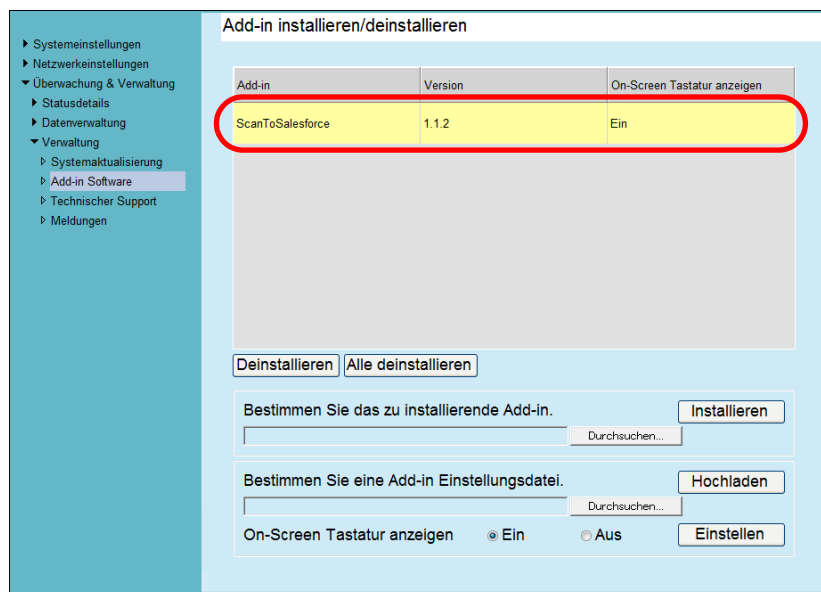 Add-in installieren/deinstallieren
Systemeinstellungen
Netzwerkeinstellungen
Überwachung & Verwaltung
Statusdetails
Datenverwaltung
Verwaltung
Systemaktualisierung
Add-in Software
Technischer Support
Meldungen
Add-in Version On-Screen Tastatur anzeigen
ScanToSalesforce 1.1.2 Ein
Deinstallieren Alle deinstallieren
Bestimmen Sie das zu installierende Add-in. Installieren
Durchsuchen...
Bestimmen Sie eine Add-in Einstellungsdatei. Hochladen
Durchsuchen...
On-Screen Tastatur anzeigen Ein Aus Einstellen